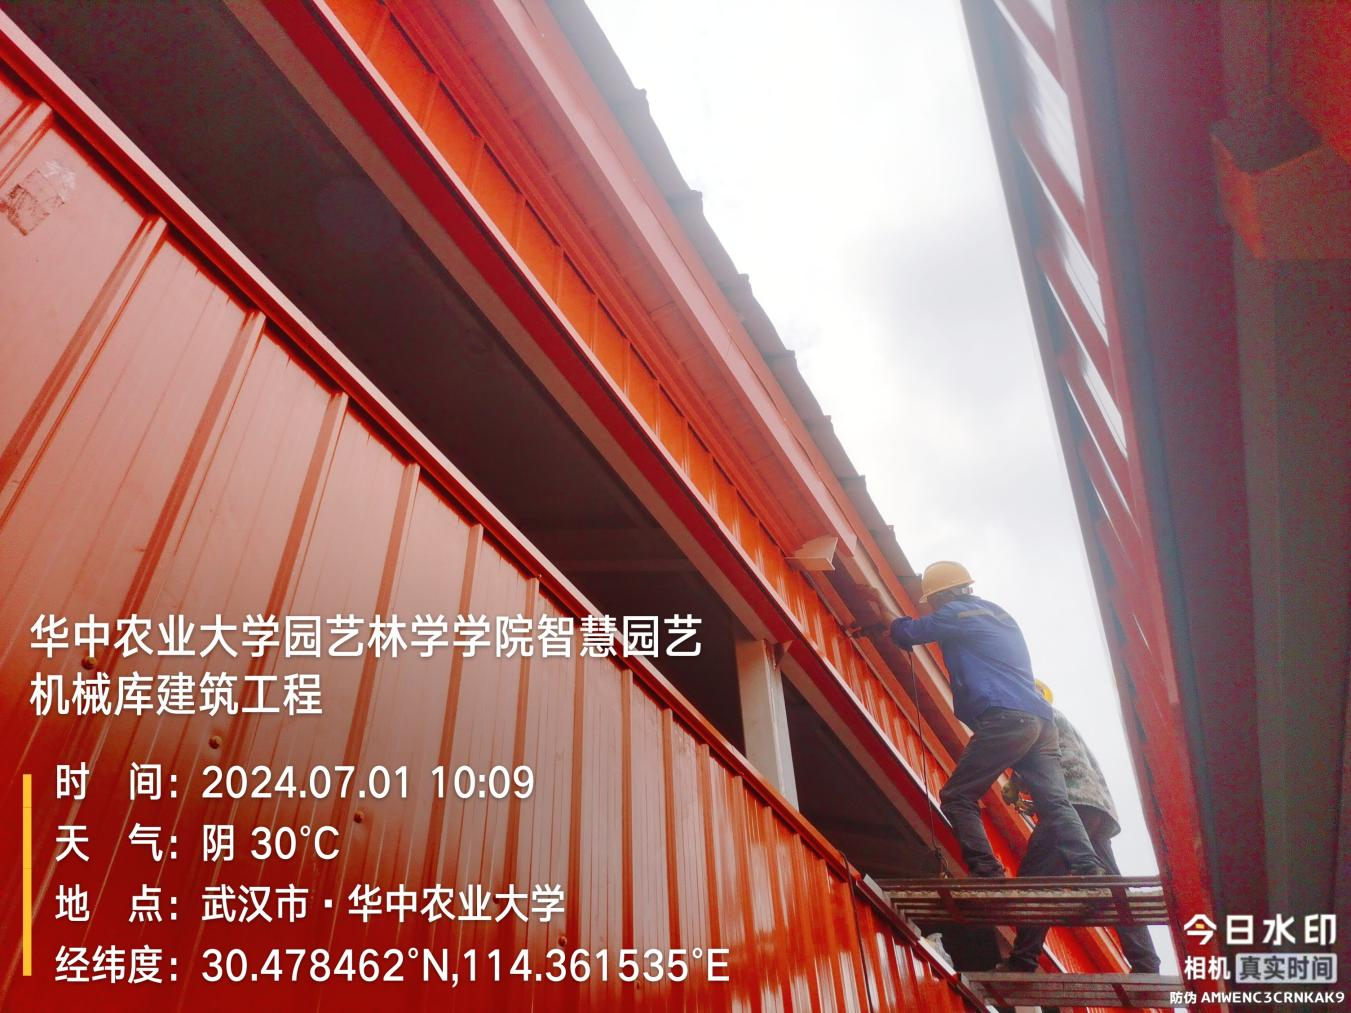 华中农业大学园艺林学学院智慧园艺
机械库建筑工程
时 间：2024.07.01 10:09
天 气：阴 30°C
地 点：武汉市·华中农业大学
经纬度：30.478462°N,114.361535°E
今日水印
相机 真实时间
防伪 AMWENC3CRNKAK9